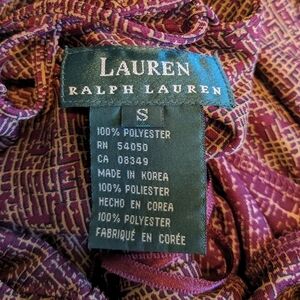 LAUREN
RALPH LAUREN
S
100% POLYESTER
RN 54050
CA 08349
MADE IN KOREA
100% POLIESTER
HECHO EN COREA
100% POLYESTER
FABRIQUÉ EN CORÉE